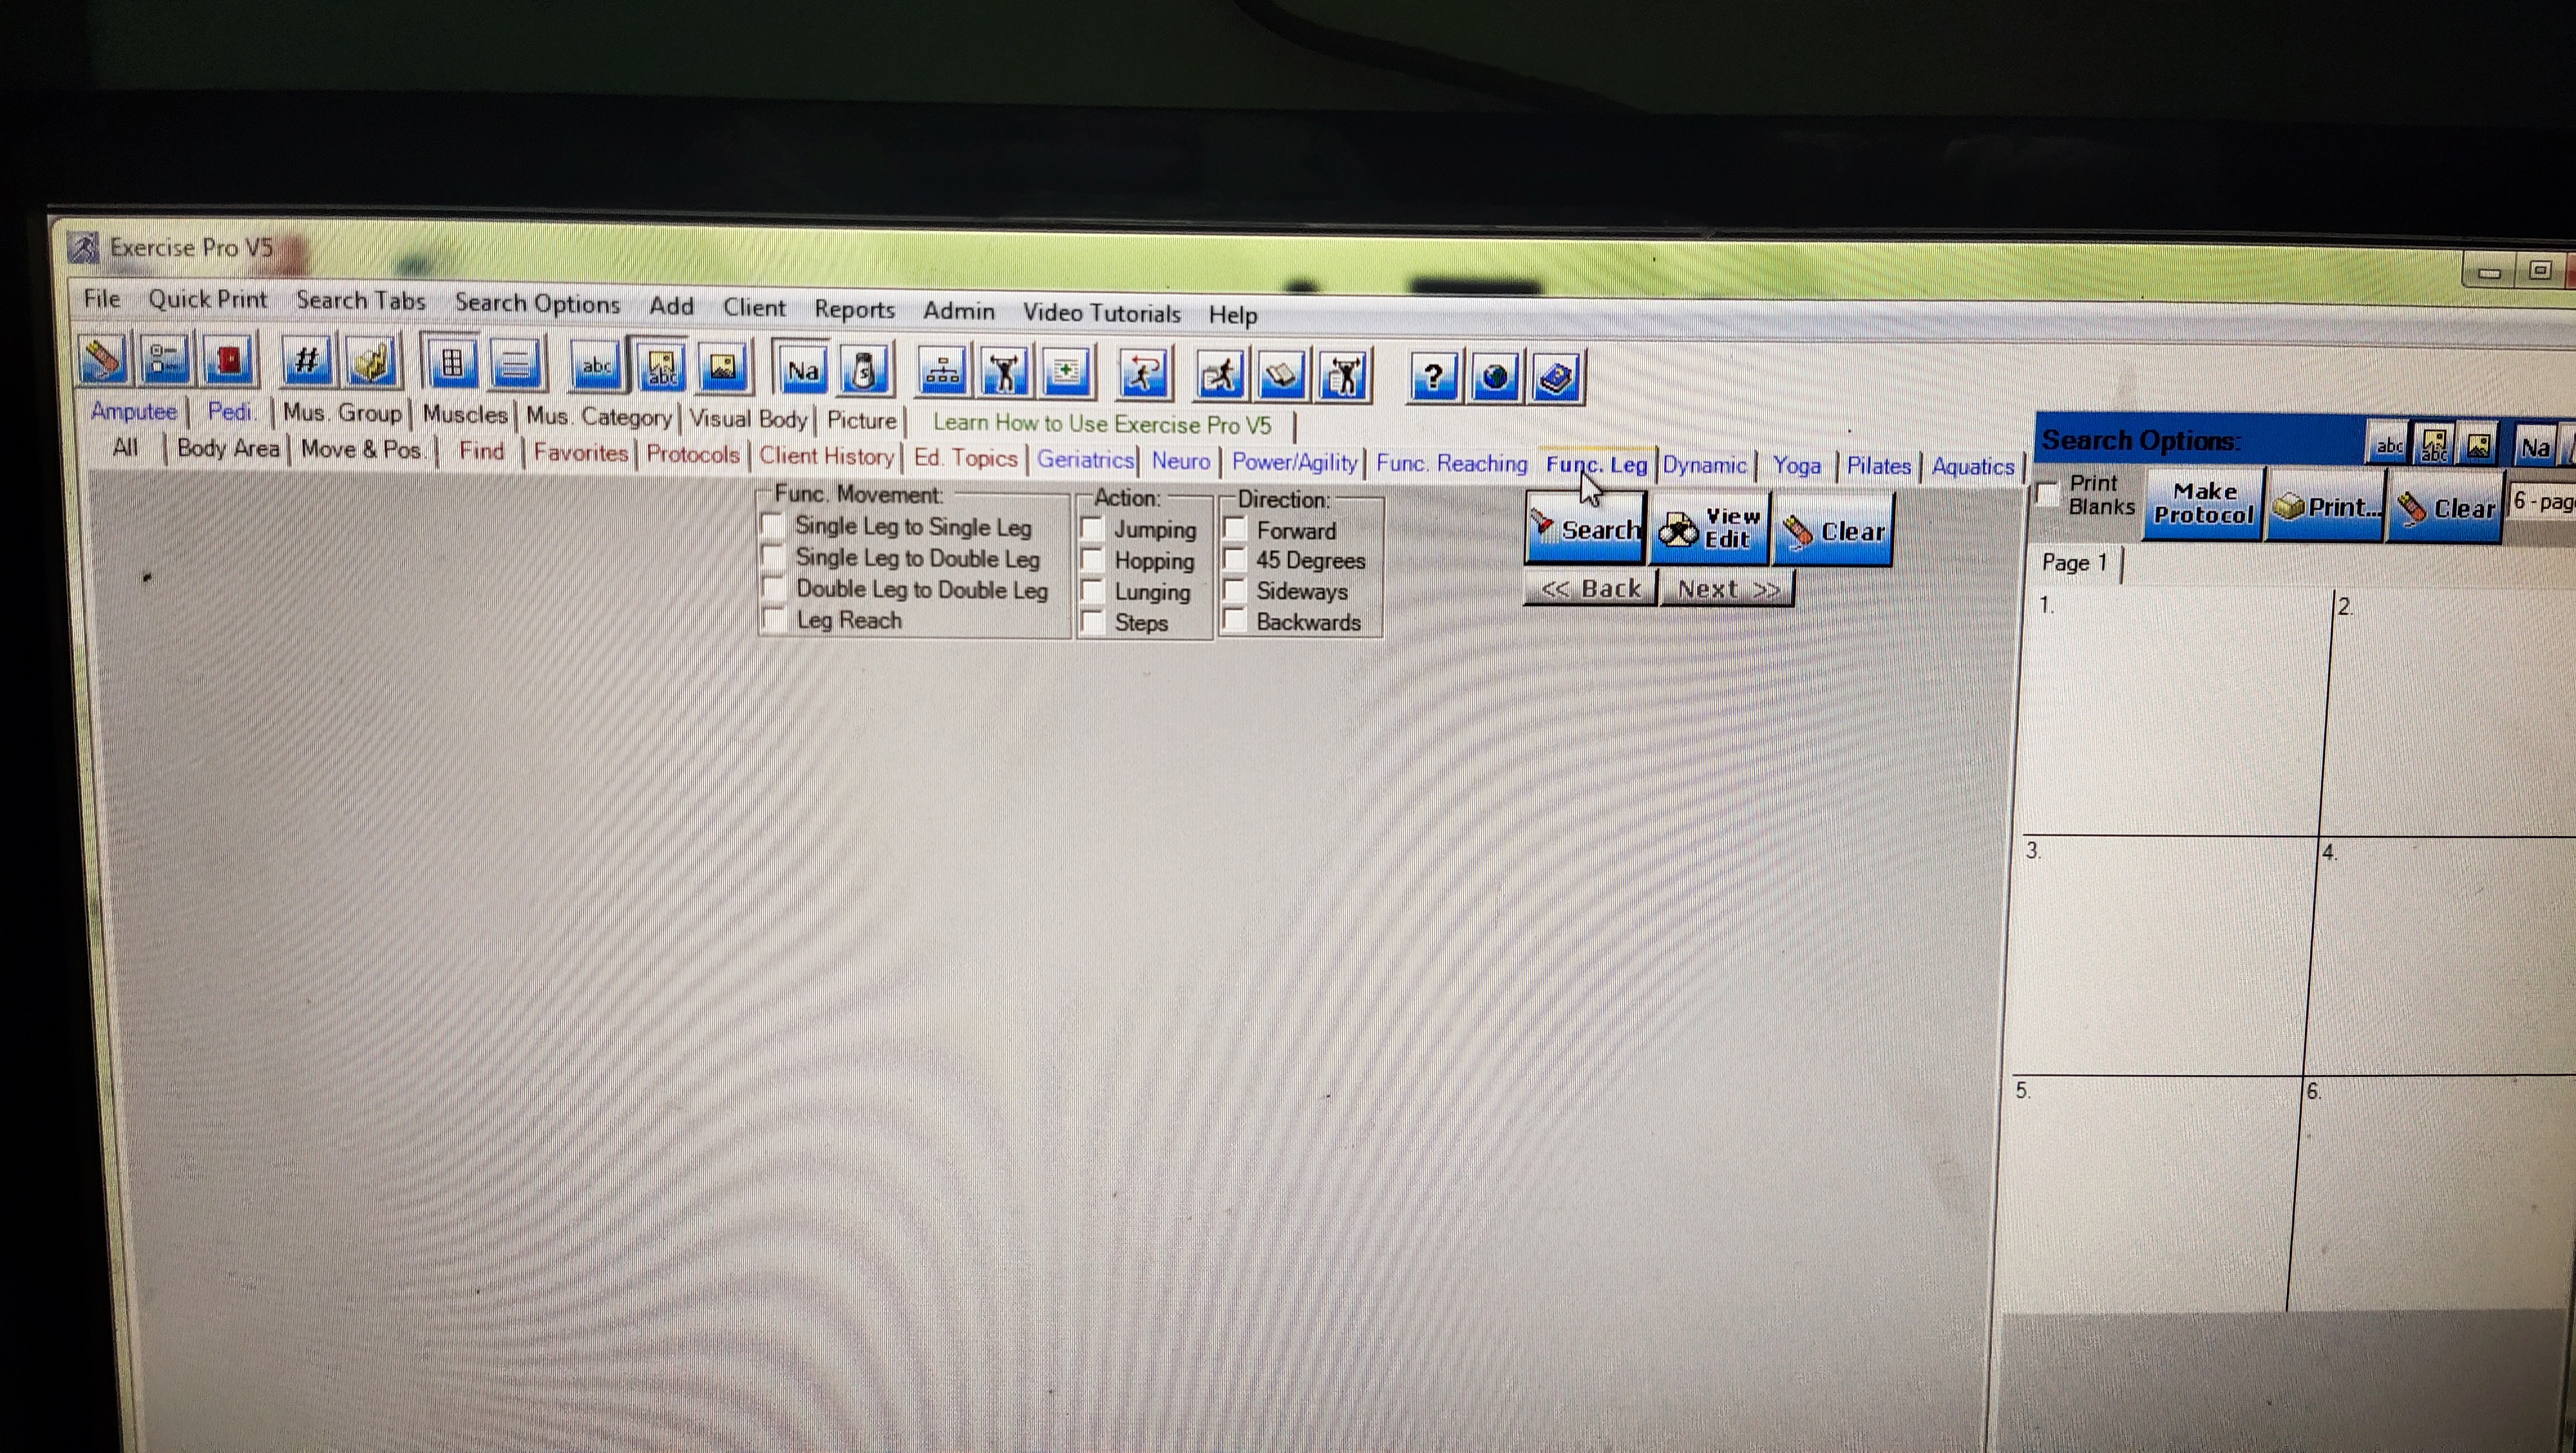 Exercise Pro V5
File Quick Print Search Tabs Search Options Add Client Reports Admin Video Tutorials Help
# abc abc Na $ ?
Amputee Pedi. Mus. Group Muscles Mus. Category Visual Body Picture Learn How to Use Exercise Pro V5
All Body Area Move & Pos. Find Favorites Protocols Client History Ed. Topics Geriatrics Neuro Power/Agility Func. Reaching Func. Leg Dynamic Yoga Pilates Aquatics
Func. Movement:
Single Leg to Single Leg
Single Leg to Double Leg
Double Leg to Double Leg
Leg Reach
Action:
Jumping
Hopping
Lunging
Steps
Direction:
Forward
45 Degrees
Sideways
Backwards
Search
View
Edit
Clear
<< Back Next >>
Search Options:
abc abc Na
Print
Blanks
Make
Protocol
Print...
Clear
6 - pag
Page 1
1. 2.
3. 4.
5. 6.